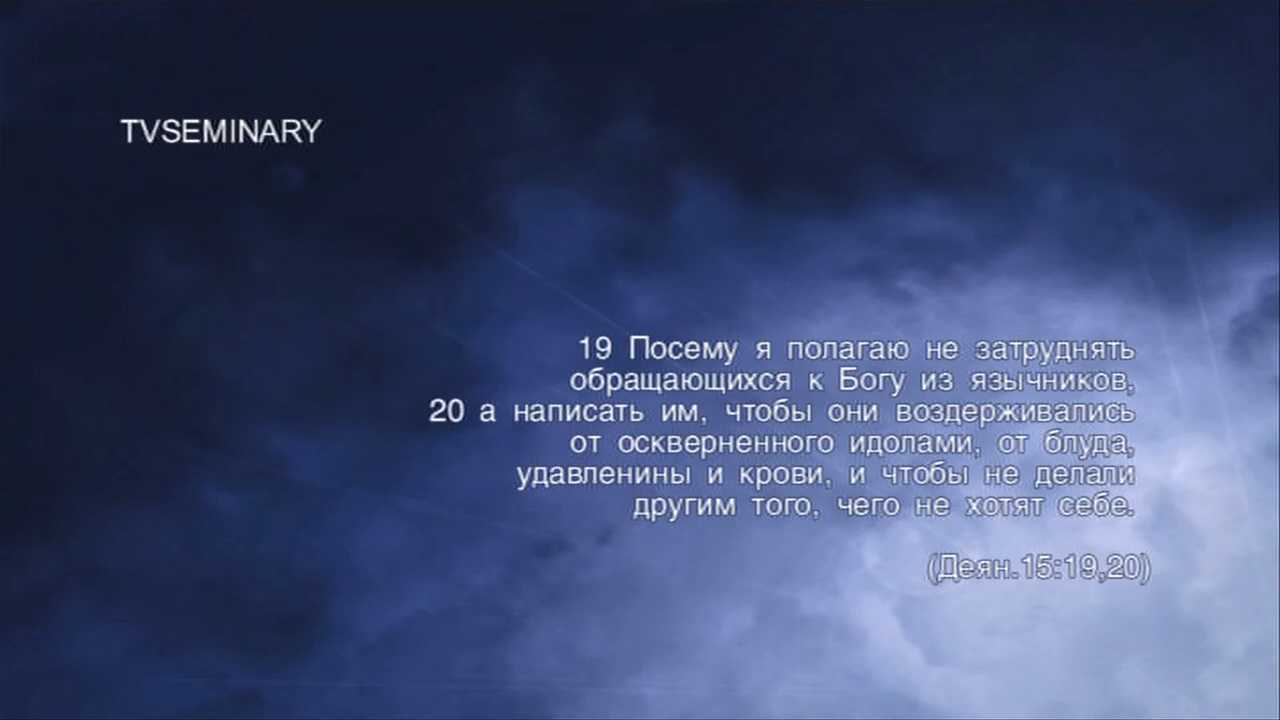 TVSEMINARY
19 Посему я полагаю не затруднять
обращающихся к Богу из язычников,
20 а написать им, чтобы они воздерживались
от оскверненного идолами, от блуда,
удавленины и крови, и чтобы не делали
другим того, чего не хотят себе.
(Деян.15:19,20)